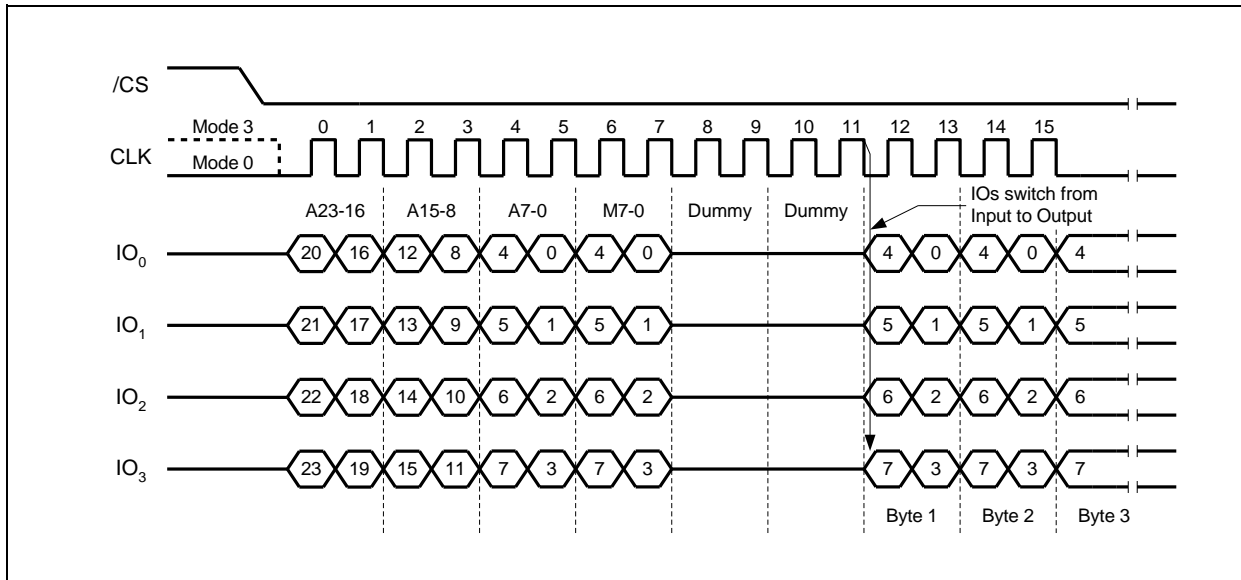 /CS
Mode 3 0 1 2 3 4 5 6 7 8 9 10 11 12 13 14 15
CLK
Mode 0
IOs switch from
Input to Output
A23-16 A15-8 A7-0 M7-0 Dummy Dummy
IO0 20 16 12 8 4 0 4 0 4 0 4 0 4
IO1 21 17 13 9 5 1 5 1 5 1 5 1 5
IO2 22 18 14 10 6 2 6 2 6 2 6 2 6
IO3 23 19 15 11 7 3 7 3 7 3 7 3 7
Byte 1 Byte 2 Byte 3